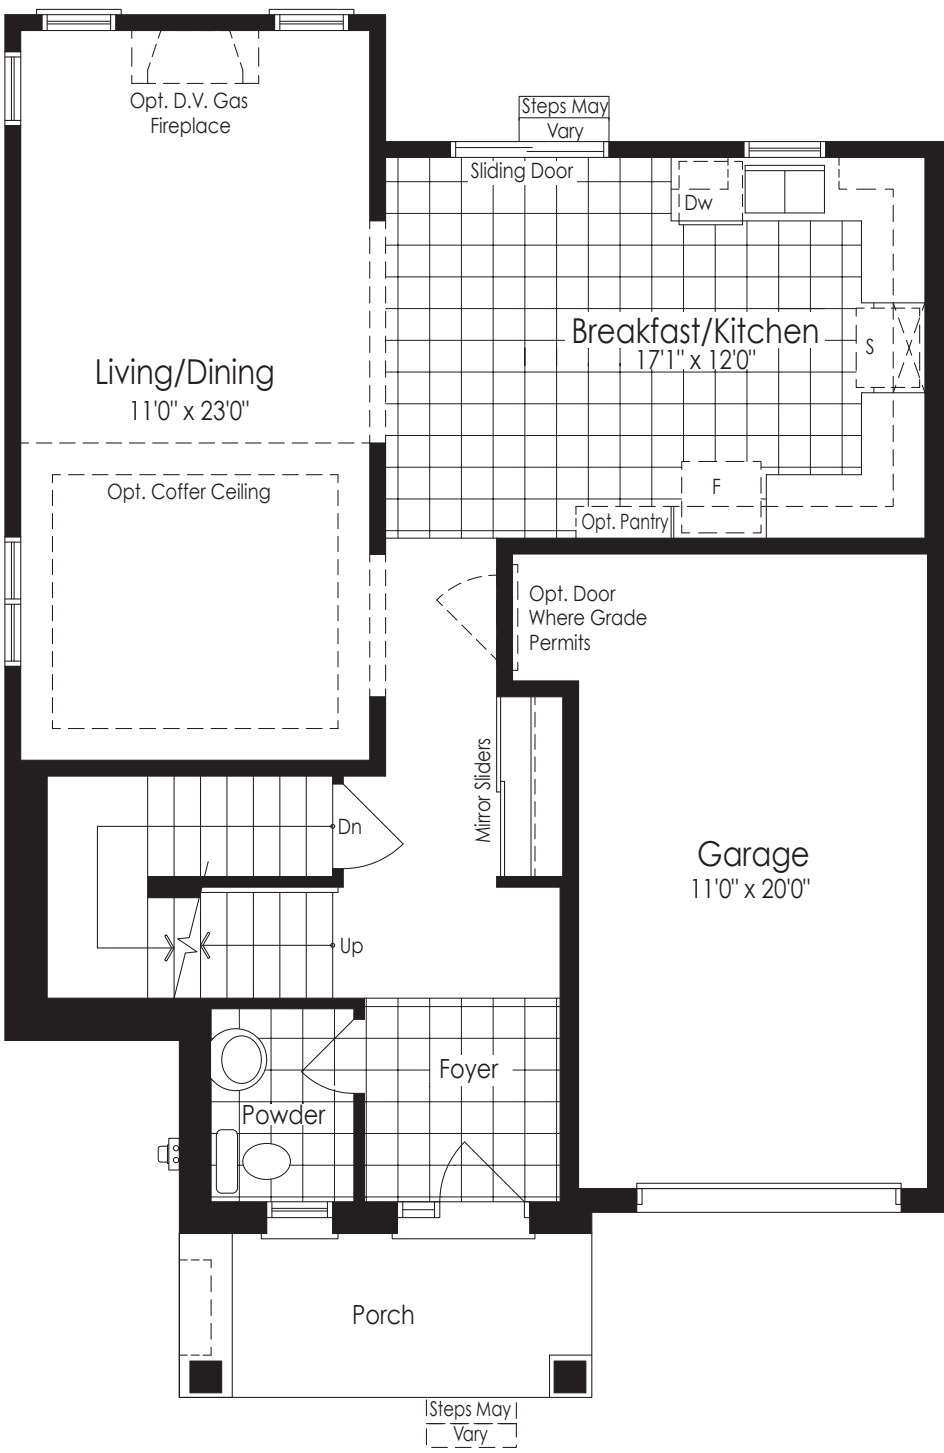 Opt. D.V. Gas
Fireplace
Steps May
Vary
Sliding Door
Dw
Breakfast/Kitchen
17'1" x 12'0"
S
Living/Dining
11'0" x 23'0"
Opt. Coffer Ceiling
F
Opt. Pantry
Opt. Door
Where Grade
Permits
Mirror Sliders
Dn
Garage
11'0" x 20'0"
Up
Foyer
Powder
Porch
Steps May
Vary